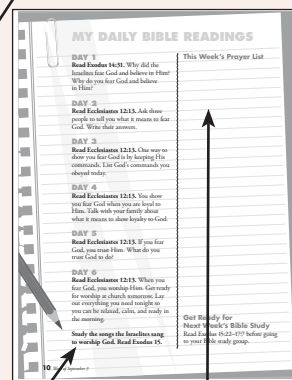 MY DAILY BIBLE READINGS
DAY 1
Read Exodus 14:31. Why did the
Israelites fear God and believe in Him?
Why do you fear God and believe
in Him?
DAY 2
Read Ecclesiastes 12:13. Ask three
people to tell you what it means to fear
God. Write their answers.
DAY 3
Read Ecclesiastes 12:13. One way to
show you fear God is by keeping His
commands. List God's commands you
obeyed today.
DAY 4
Read Ecclesiastes 12:13. You show
you fear God when you are loyal to
Him. Talk with your family about
what it means to show loyalty to God.
DAY 5
Read Ecclesiastes 12:13. If you fear
God, you trust Him. What do you
trust God to do?
DAY 6
Read Ecclesiastes 12:13. When you
fear God, you worship Him. Get ready
for worship at church tomorrow. Lay
out everything you need tonight so
you can be relaxed, calm, and ready in
the morning.
Study the songs the Israelites sang
to worship God. Read Exodus 15.
This Week's Prayer List
Get Ready for
Next Week's Bible Study
Read Exodus 15:22–17:7 before going
to your Bible study group.
10